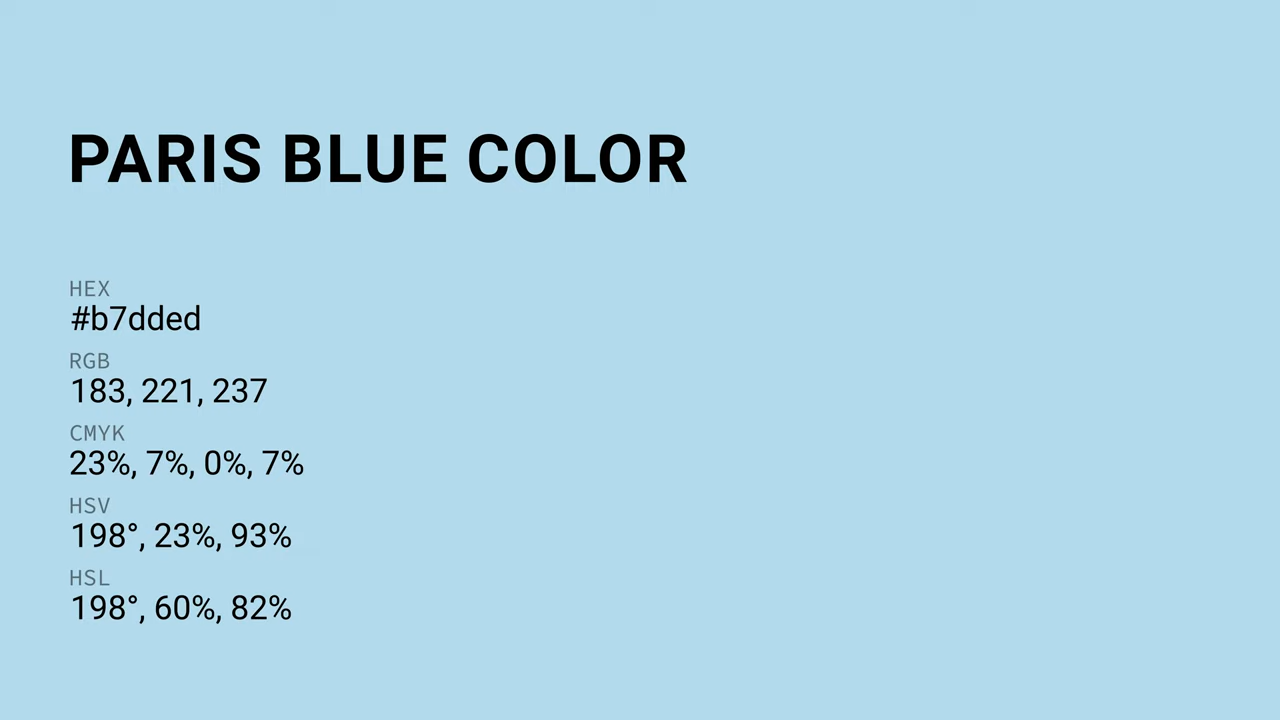 PARIS BLUE COLOR
HEX
#b7dded
RGB
183, 221, 237
CMYK
23%, 7%, 0%, 7%
HSV
198°, 23%, 93%
HSL
198°, 60%, 82%